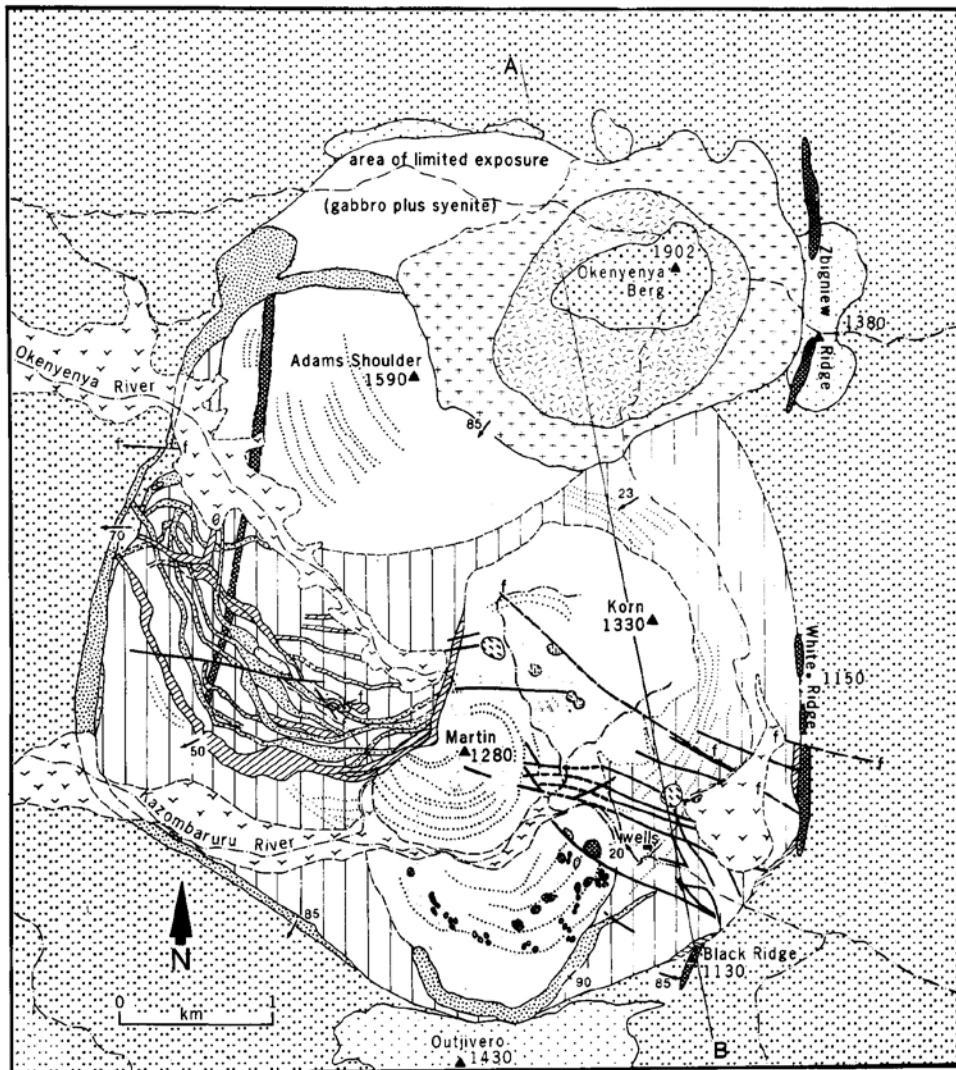 A
area of limited exposure
(gabbro plus syenite)
1902
Okenyenya
Berg
Zbigniew Ridge
1380
Okenyenya River
Adams Shoulder
1590
85
f
f
23
70
f
Korn
1330
White Ridge
1150
50
Martin
1280
f
f
f
Kazombaruru River
wells
20
85
N
Black Ridge
1130
85
90
0
1
km
Outjivero
1430
B